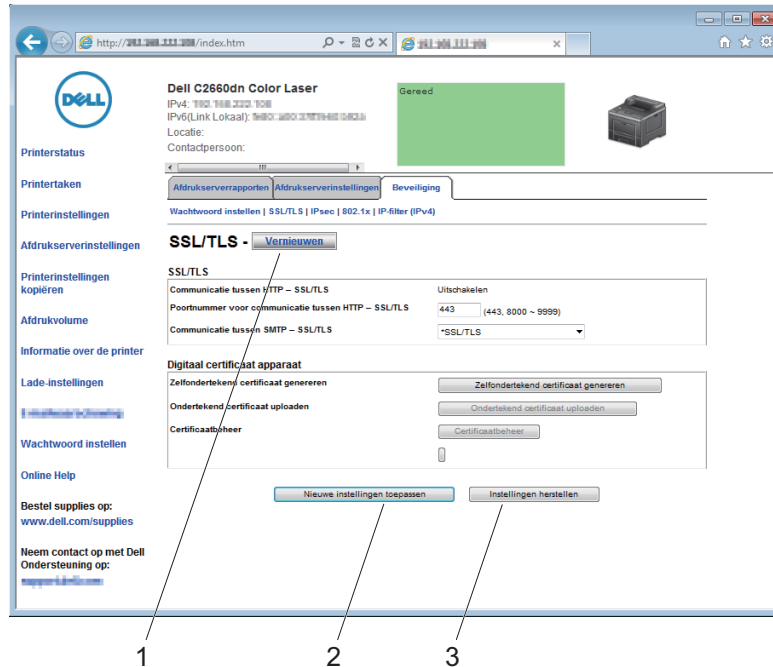 http://
/index.htm
DELL
Dell C2660dn Color Laser
IPv4:
IPv6(Link Lokaal):
Locatie:
Contactpersoon:
Gereed
Printerstatus
Printertaken
Printerinstellingen
Afdrukserverinstellingen
Printerinstellingen
kopiëren
Afdrukvolume
Informatie over de printer
Lade-instellingen
Wachtwoord instellen
Online Help
Bestel supplies op:
www.dell.com/supplies
Neem contact op met Dell
Ondersteuning op:
Afdrukserverrapporten Afdrukserverinstellingen Beveiliging
Wachtwoord instellen | SSL/TLS | IPsec | 802.1x | IP-filter (IPv4)
SSL/TLS - Vernieuwen
SSL/TLS
Communicatie tussen HTTP – SSL/TLS Uitschakelen
Poortnummer voor communicatie tussen HTTP – SSL/TLS 443 (443, 8000 ~ 9999)
Communicatie tussen SMTP – SSL/TLS *SSL/TLS
Digitaal certificaat apparaat
Zelfondertekend certificaat genereren Zelfondertekend certificaat genereren
Ondertekend certificaat uploaden Ondertekend certificaat uploaden
Certificaatbeheer Certificaatbeheer
Nieuwe instellingen toepassen Instellingen herstellen
1 2 3